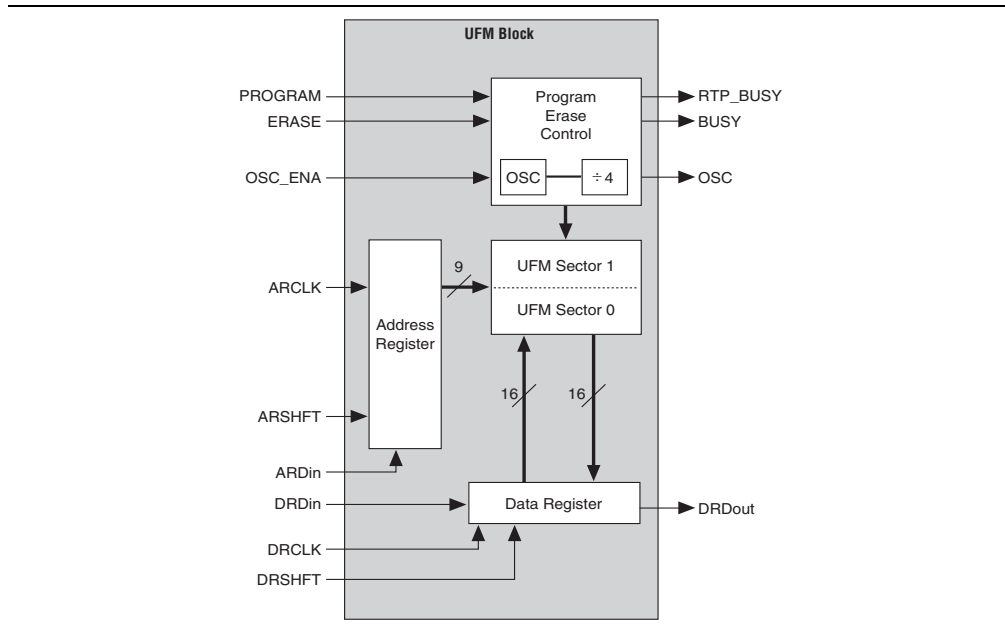 UFM Block
PROGRAM
ERASE
OSC_ENA
Program
Erase
Control
OSC
÷ 4
RTP_BUSY
BUSY
OSC
ARCLK
ARSHFT
ARDin
Address
Register
9
UFM Sector 1
UFM Sector 0
16
16
DRDin
DRCLK
DRSHFT
Data Register
DRDout